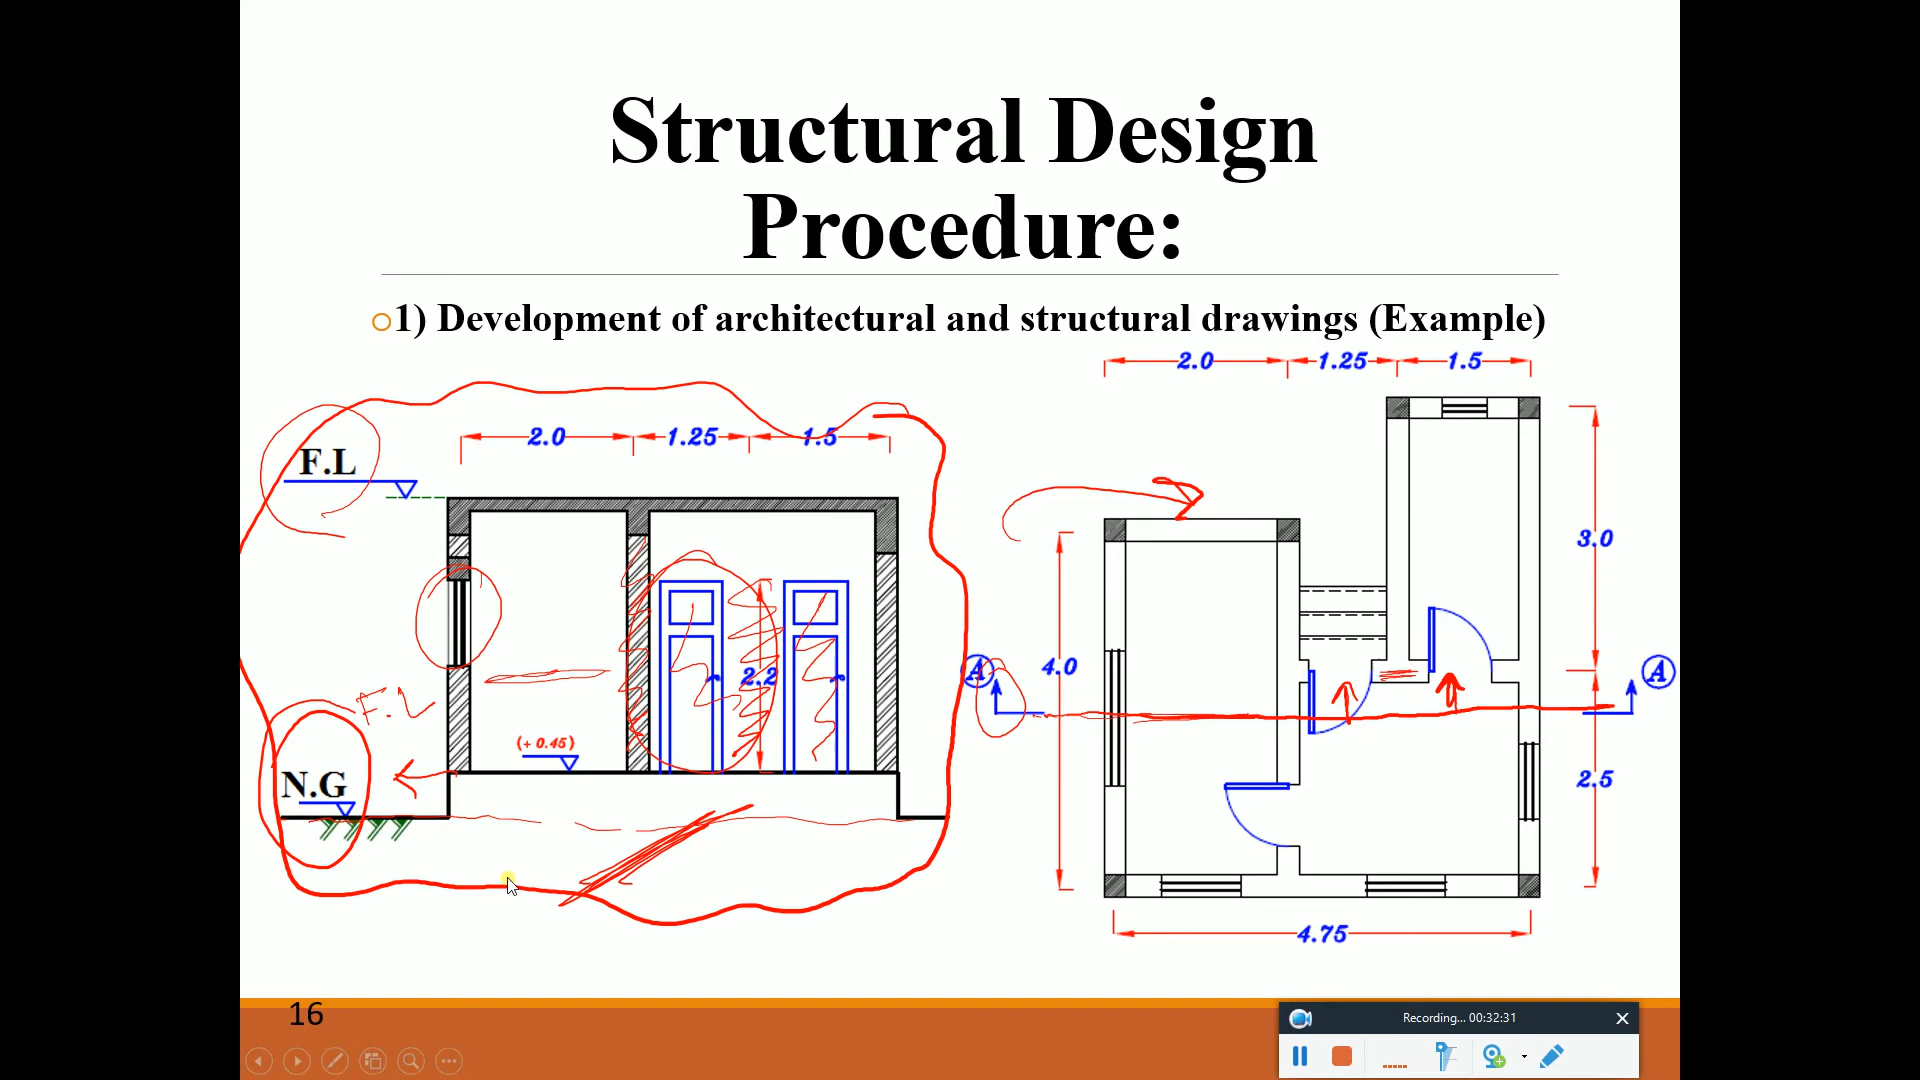 Structural Design
Procedure:
1) Development of architectural and structural drawings (Example)
2.0 1.25 1.5
F.L
2.2
(+ 0.45)
F.L
N.G
2.0 1.25 1.5
3.0
4.0
A A
2.5
4.75
16
Recording... 00:32:31